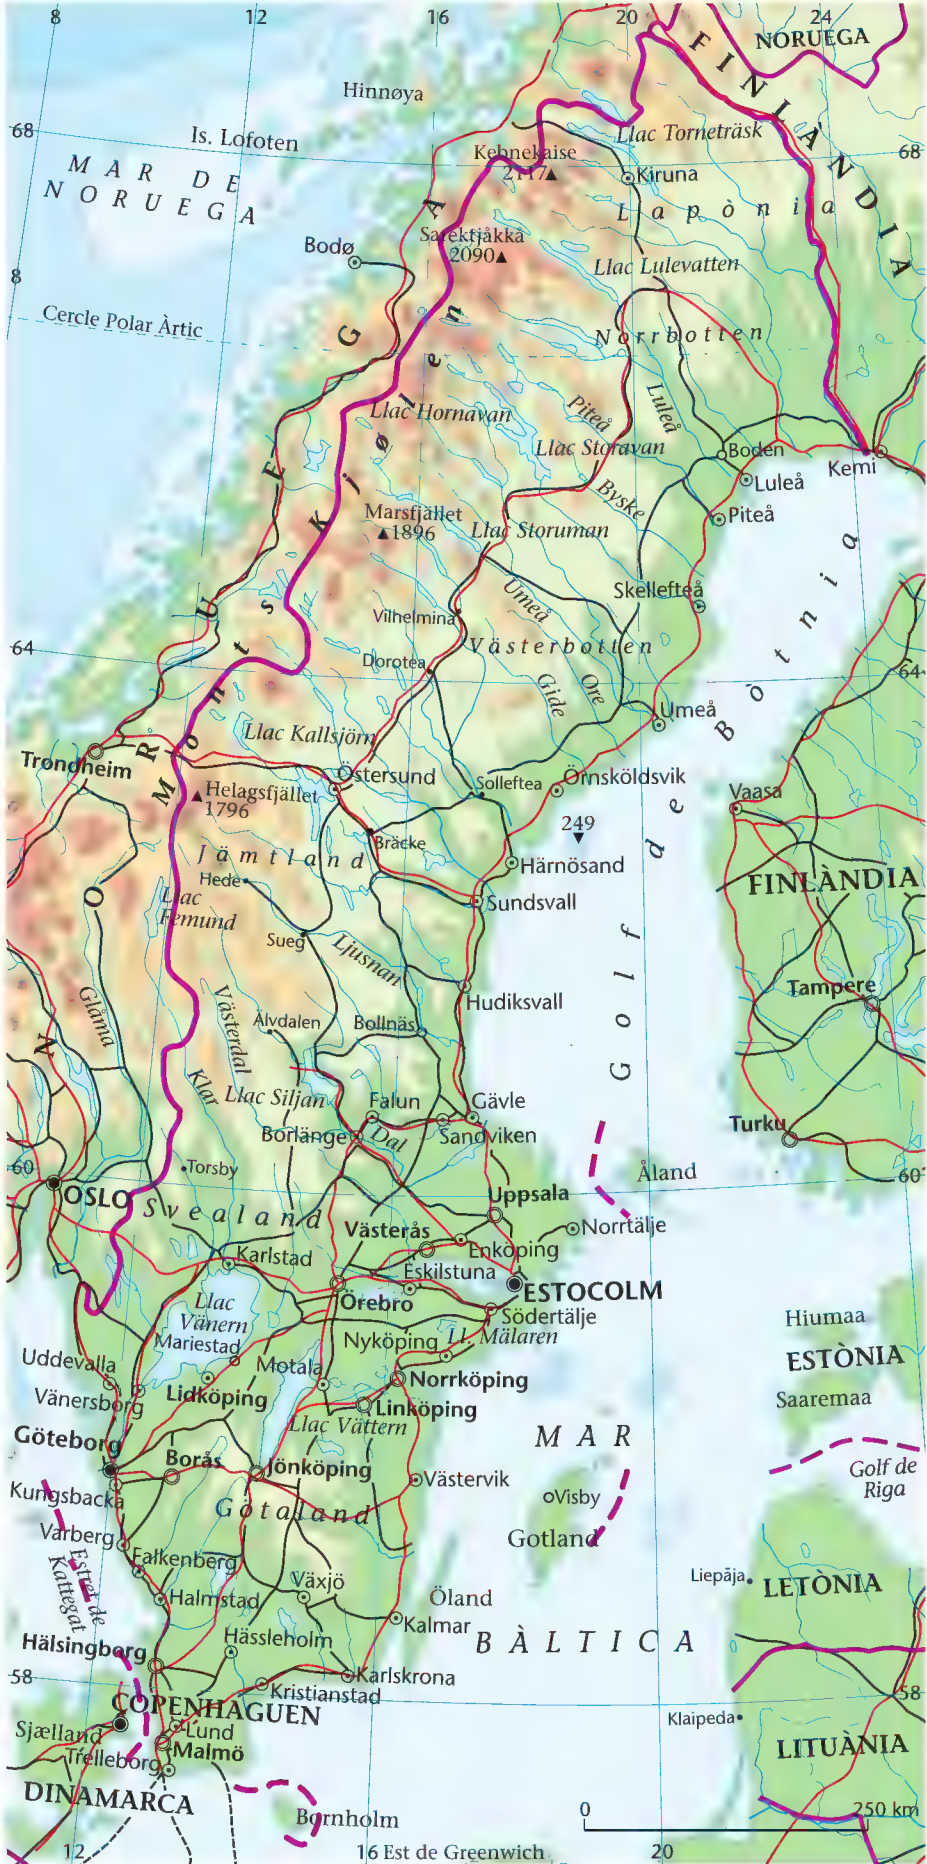 8
12
16
20
24
NORUEGA
FINLÀNDIA
Hinnøya
68
Is. Lofoten
Llac Torneträsk
68
MAR DE
NORUEGA
Kebnekaise
2117
Kiruna
Lapònia
Sarektjåkkå
2090
Bodø
Llac Lulevatten
8
Cercle Polar Àrtic
Norrbotten
NORUEGA
Monts Kjølen
Llac Hornavan
Piteå
Luleå
Llac Storavan
Boden
Kemi
Luleå
Byske
Piteå
Marsfjället
1896
Llac Storuman
Golf de Bòtnia
Skellefteå
Umeå
Vilhelmina
Västerbotten
64
Dorotea
64
Gide
Ore
Umeå
Llac Kallsjörn
Trondheim
Östersund
Solleftea
Örnsköldsvik
Vaasa
Helagsfjället
1796
249
Bräcke
Jämtland
Härnösand
Hede
FINLÀNDIA
Llac
Femund
Sundsvall
Sueg
Ljusnan
Tampere
Glåma
Hudiksvall
Västerdal
Älvdalen
Bollnäs
Klar
Llac Siljan
Falun
Gävle
Borlänge
Dal
Sandviken
Turku
60
Torsby
Åland
60
OSLO
Svealand
Uppsala
Västerås
Norrtälje
Karlstad
Enköping
Eskilstuna
ESTOCOLM
Llac
Vänern
Örebro
Södertälje
Hiumaa
Mariestad
Nyköping
Ll. Mälaren
ESTÒNIA
Uddevalla
Motala
Norrköping
Saaremaa
Vänersborg
Lidköping
Linköping
Llac Vättern
MAR
Göteborg
Borås
Jönköping
Västervik
Golf de
Riga
Kungsbacka
Götaland
Visby
Varberg
Gotland
Estret de
Kattegat
Falkenberg
Växjö
Liepāja
LETÒNIA
Halmstad
Öland
Kalmar
Hälsingborg
Hässleholm
BÀLTICA
58
Karlskrona
58
Kristianstad
COPENHAGUEN
Sjælland
Lund
Klaipeda
Malmö
Trelleborg
LITUÀNIA
DINAMARCA
Bornholm
0
250 km
12
16 Est de Greenwich
20